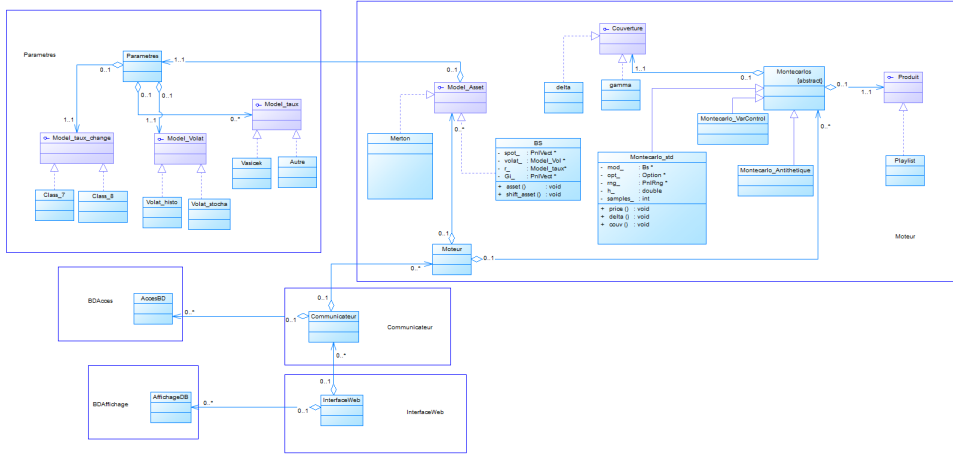 Parametres
Parametres
0..1
1..1
0..1
0..1
1..1
1..1
0..*
Model_taux
Model_taux_change
Model_Volat
Vasicek
Autre
Class_7
Class_8
Volat_histo
Volat_stocha
Couverture
0..1
Model_Asset
delta
gamma
1..1
0..1
Montecarlos
{abstract}
0..1
1..1
Produit
0..*
0..*
Merton
BS
- spot_ : PnlVect *
- volat_ : Model_Vol *
- r_ : Model_taux*
- Gi_ : PnlVect *
+ asset () : void
+ shift_asset () : void
Montecarlo_VarControl
Montecarlo_std
- mod_ : Bs *
- opt_ : Option *
- rng_ : PnlRng *
- h_ : double
- samples_ : int
+ price () : void
+ delta () : void
+ couv () : void
Montecarlo_Antithetique
Playlist
Moteur
0..1
Moteur
0..1
0..*
BDAcces
AccesBD
0..*
0..1
0..1
Communicateur
0..*
Communicateur
BDAffichage
AffichageDB
0..*
0..1
0..1
InterfaceWeb
InterfaceWeb